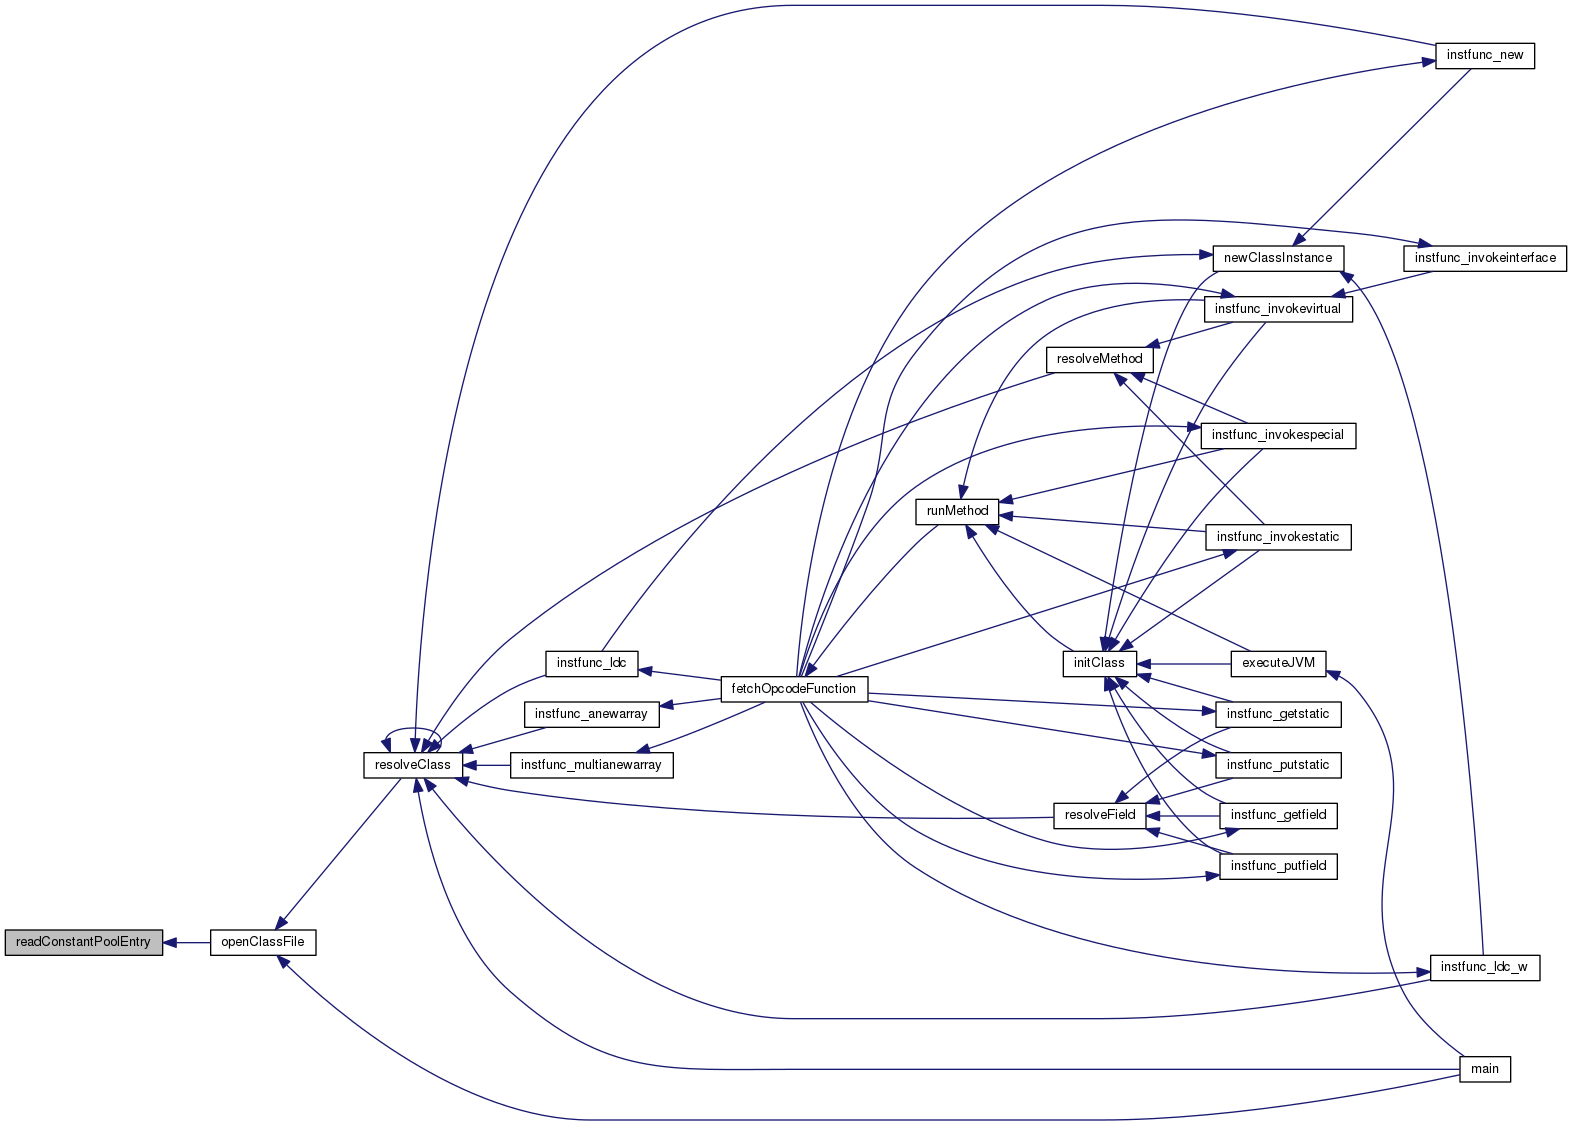 instfunc_new
newClassInstance
instfunc_invokeinterface
instfunc_invokevirtual
resolveMethod
instfunc_invokespecial
runMethod
instfunc_invokestatic
instfunc_ldc
initClass
executeJVM
fetchOpcodeFunction
instfunc_anewarray
instfunc_getstatic
resolveClass
instfunc_multianewarray
instfunc_putstatic
resolveField
instfunc_getfield
instfunc_putfield
readConstantPoolEntry
openClassFile
instfunc_ldc_w
main